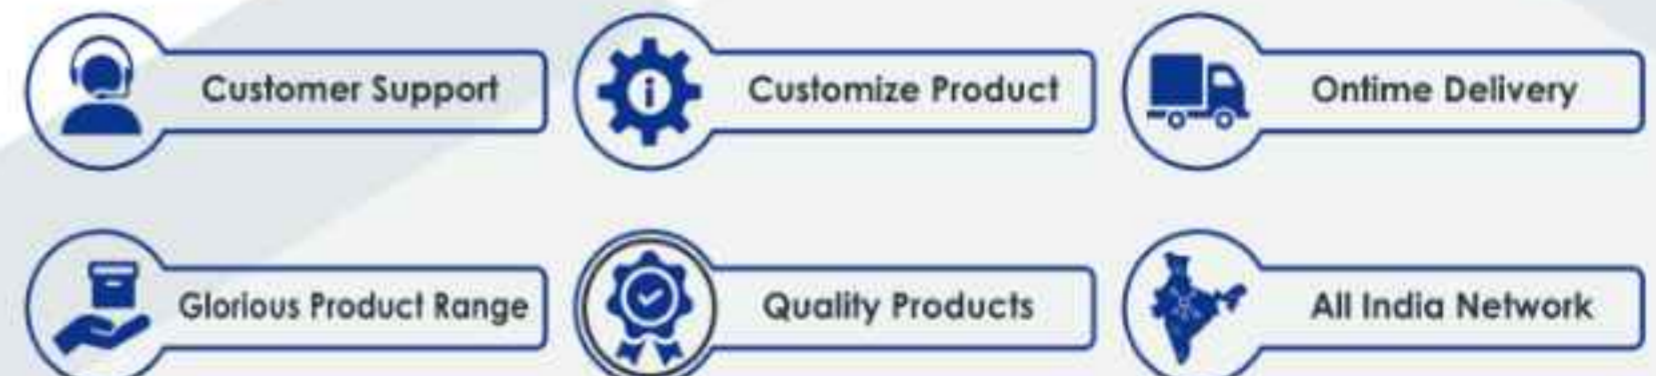 Customer Support
Customize Product
Ontime Delivery
Glorious Product Range
Quality Products
All India Network